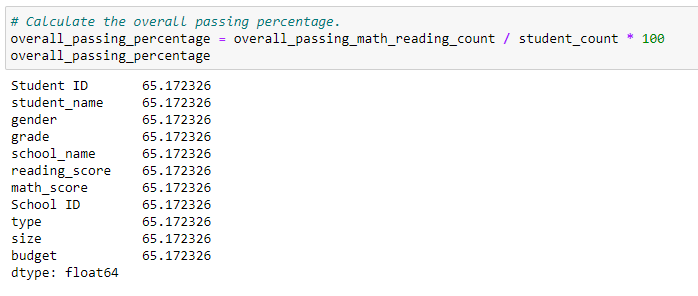 # Calculate the overall passing percentage.
overall_passing_percentage = overall_passing_math_reading_count / student_count * 100
overall_passing_percentage
Student ID       65.172326
student_name     65.172326
gender           65.172326
grade            65.172326
school_name      65.172326
reading_score    65.172326
math_score       65.172326
School ID        65.172326
type             65.172326
size             65.172326
budget           65.172326
dtype: float64